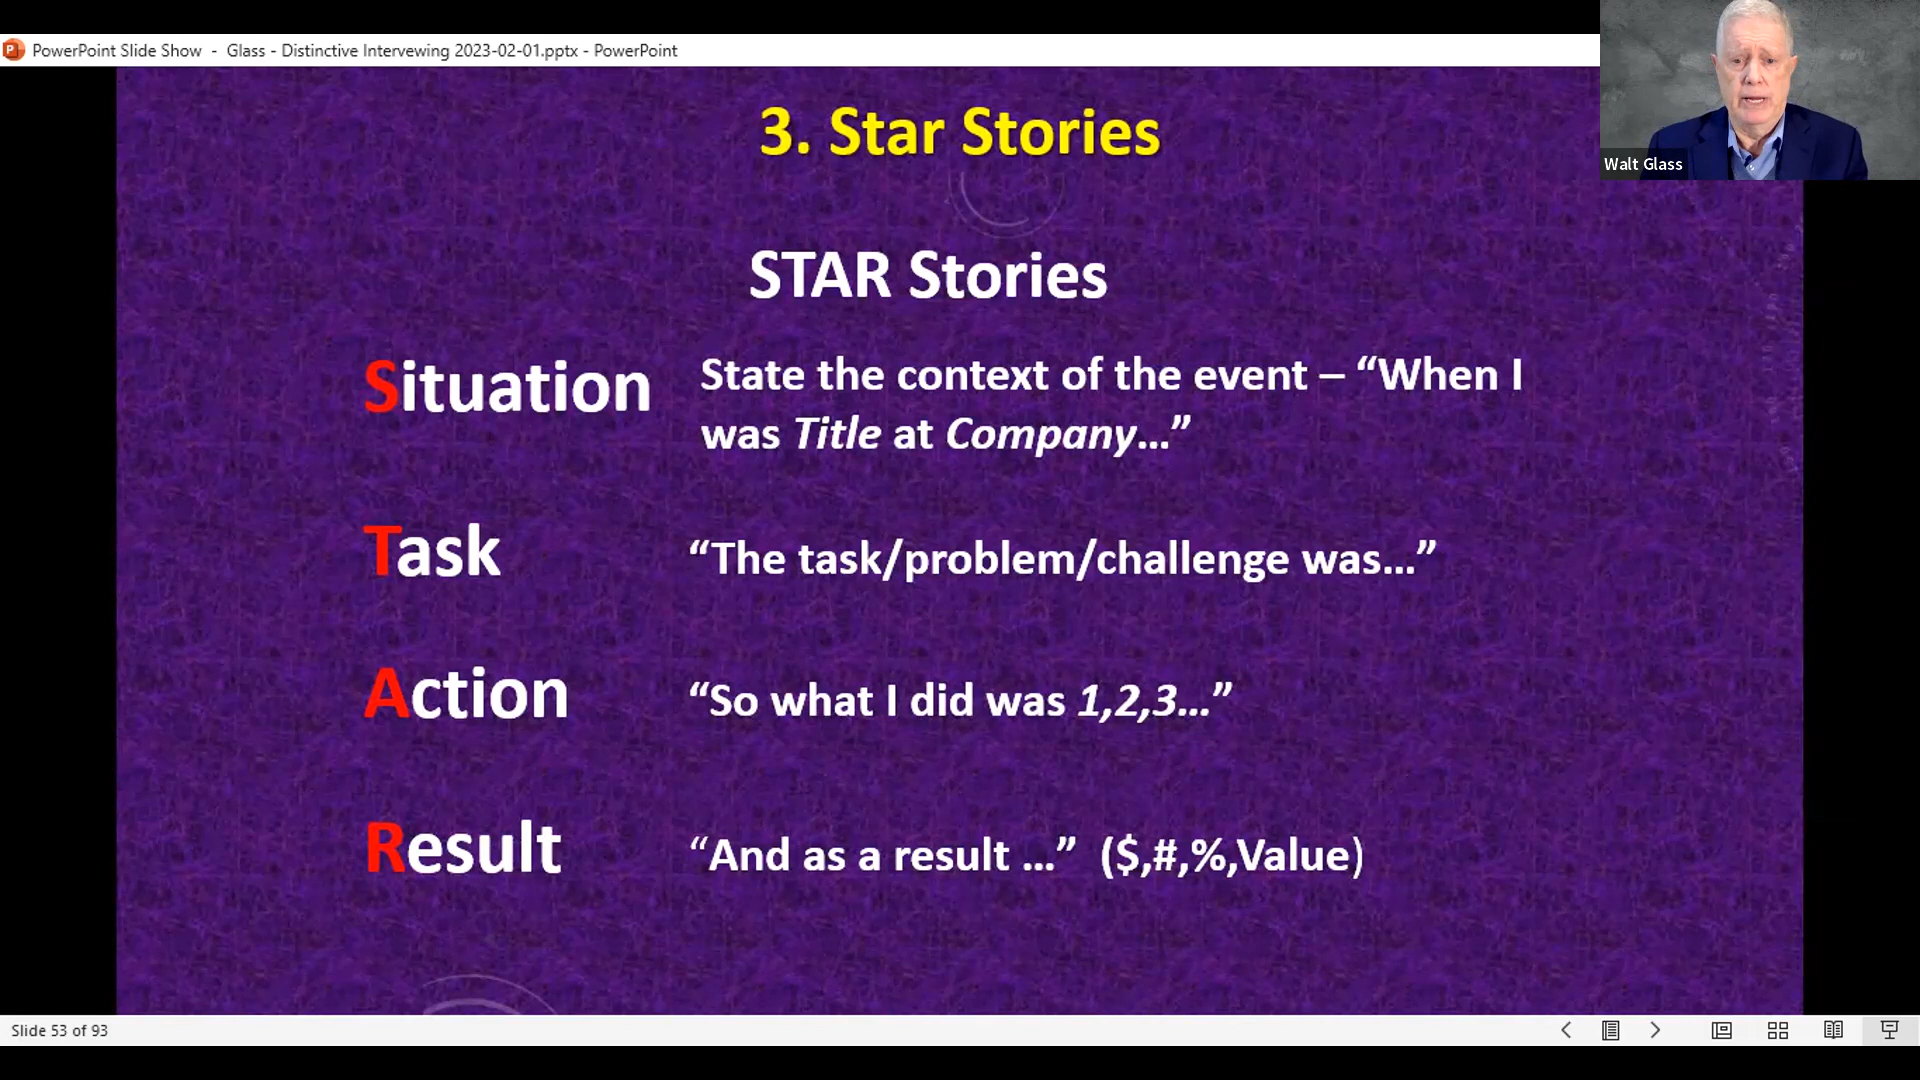 PowerPoint Slide Show - Glass - Distinctive Intervewing 2023-02-01.pptx - PowerPoint
Walt Glass
3. Star Stories
STAR Stories
Situation
State the context of the event – “When I
was Title at Company...”
Task
“The task/problem/challenge was...”
Action
“So what I did was 1,2,3...”
Result
“And as a result ...” ($,#,%,Value)
Slide 53 of 93